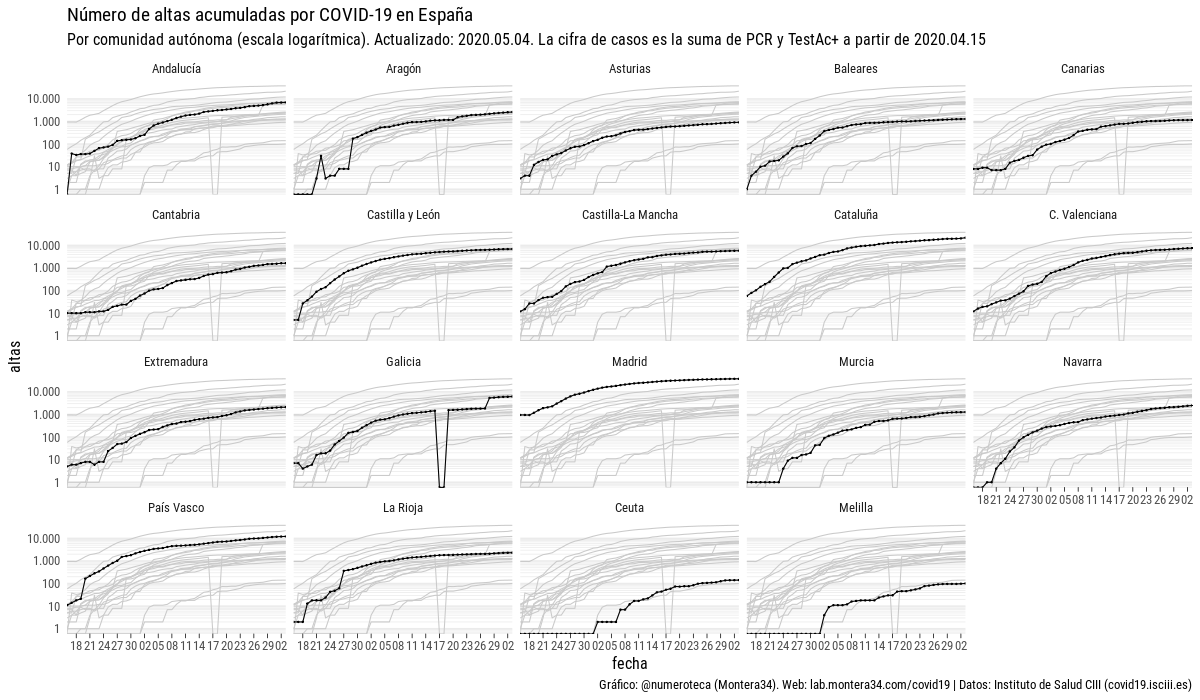 Número de altas acumuladas por COVID-19 en España
Por comunidad autónoma (escala logarítmica). Actualizado: 2020.05.04. La cifra de casos es la suma de PCR y TestAc+ a partir de 2020.04.15
Andalucía Aragón Asturias Baleares Canarias
10.000
1.000
100
10
1
Cantabria Castilla y León Castilla-La Mancha Cataluña C. Valenciana
10.000
1.000
100
10
1
altas
Extremadura Galicia Madrid Murcia Navarra
10.000
1.000
100
10
1
18 21 24 27 30 02 05 08 11 14 17 20 23 26 29 02
País Vasco La Rioja Ceuta Melilla
10.000
1.000
100
10
1
18 21 24 27 30 02 05 08 11 14 17 20 23 26 29 02 18 21 24 27 30 02 05 08 11 14 17 20 23 26 29 02 18 21 24 27 30 02 05 08 11 14 17 20 23 26 29 02 18 21 24 27 30 02 05 08 11 14 17 20 23 26 29 02
fecha
Gráfico: @numeroteca (Montera34). Web: lab.montera34.com/covid19 | Datos: Instituto de Salud CIII (covid19.isciii.es)